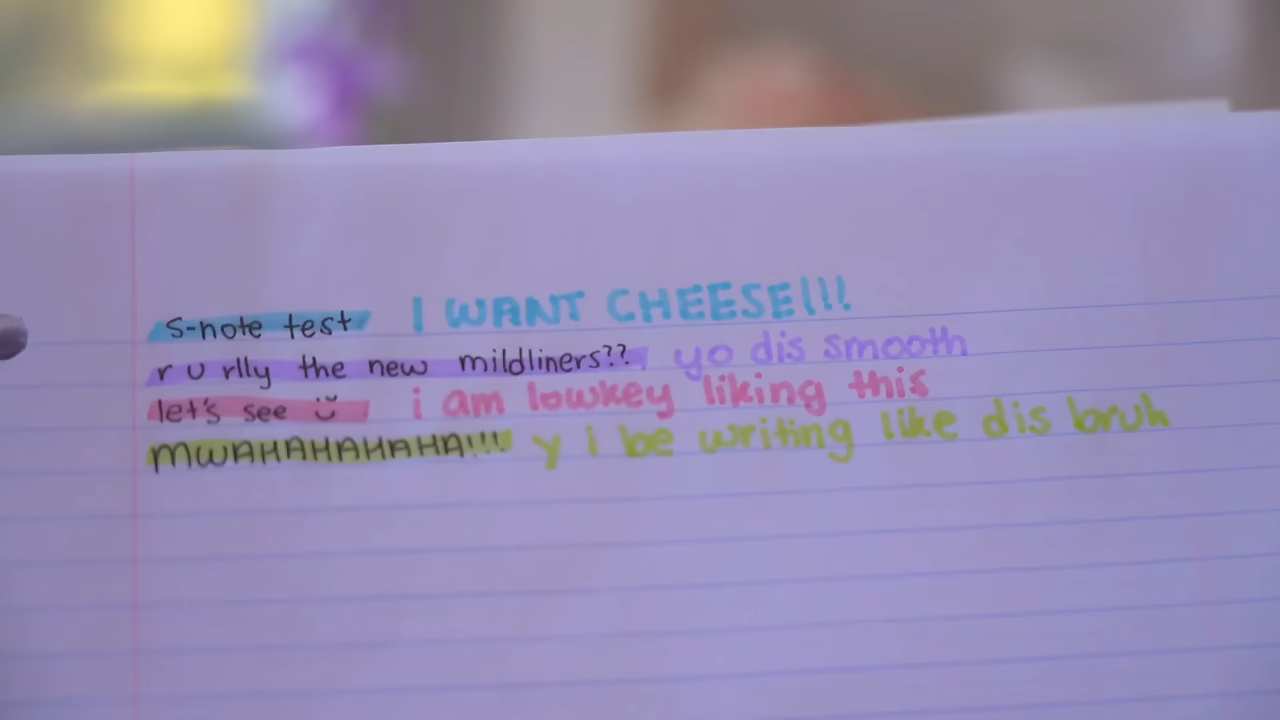 S-note test I WANT CHEESE!!!
r u rlly the new mildliners?? yo dis smooth
let's see :) i am lowkey liking this
MWAHAHAHAHA!!! y i be writing like dis bruh